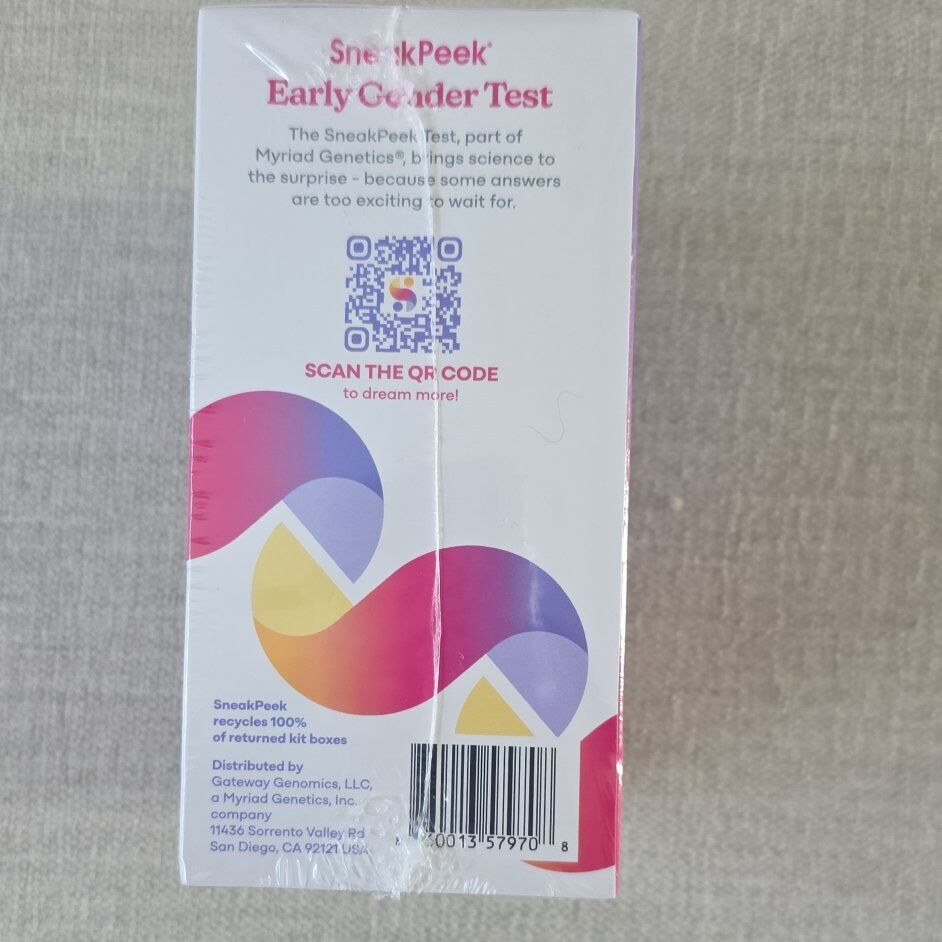 SneakPeek®
Early Gender Test
The SneakPeek Test, part of
Myriad Genetics®, brings science to
the surprise - because some answers
are too exciting to wait for.
SCAN THE QR CODE
to dream more!
SneakPeek
recycles 100%
of returned kit boxes
Distributed by
Gateway Genomics, LLC,
a Myriad Genetics, Inc.
company
11436 Sorrento Valley Rd
San Diego, CA 92121 USA
60013 57970 8